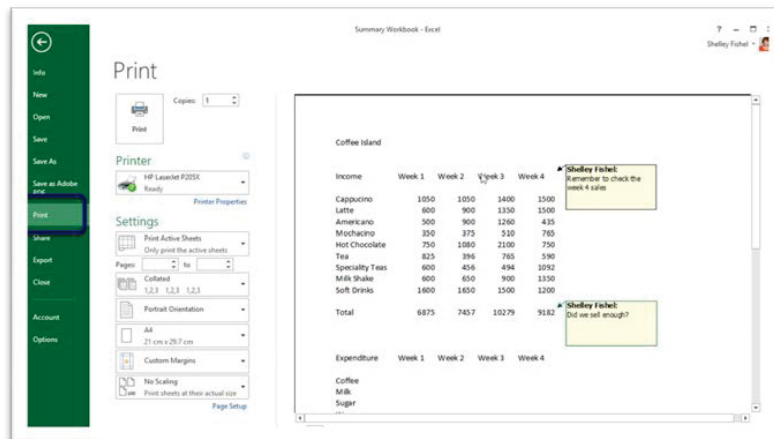 Summary Workbook - Excel
Shelley Fishel
Info
New
Open
Save
Save As
Save as Adobe
PDF
Print
Share
Export
Close
Account
Options
Print
Copies: 1
Print
Printer
HP LaserJet P205X
Ready
Printer Properties
Settings
Print Active Sheets
Only print the active sheets
Pages: to
Collated
1,2,3 1,2,3 1,2,3
Portrait Orientation
A4
21 cm x 29.7 cm
Custom Margins
No Scaling
Print sheets at their actual size
Page Setup
Coffee Island
Income Week 1 Week 2 Week 3 Week 4
Cappucino 1050 1050 1400 1500
Latte 600 900 1350 1500
Americano 500 900 1260 435
Mochacino 350 375 510 765
Hot Chocolate 750 1080 2100 750
Tea 825 396 765 590
Speciality Teas 600 456 494 1092
Milk Shake 600 650 900 1350
Soft Drinks 1600 1650 1500 1200
Total 6875 7457 10279 9182
Expenditure Week 1 Week 2 Week 3 Week 4
Coffee
Milk
Sugar
Shelley Fishel:
Remember to check the
week 4 sales
Shelley Fishel:
Did we sell enough?